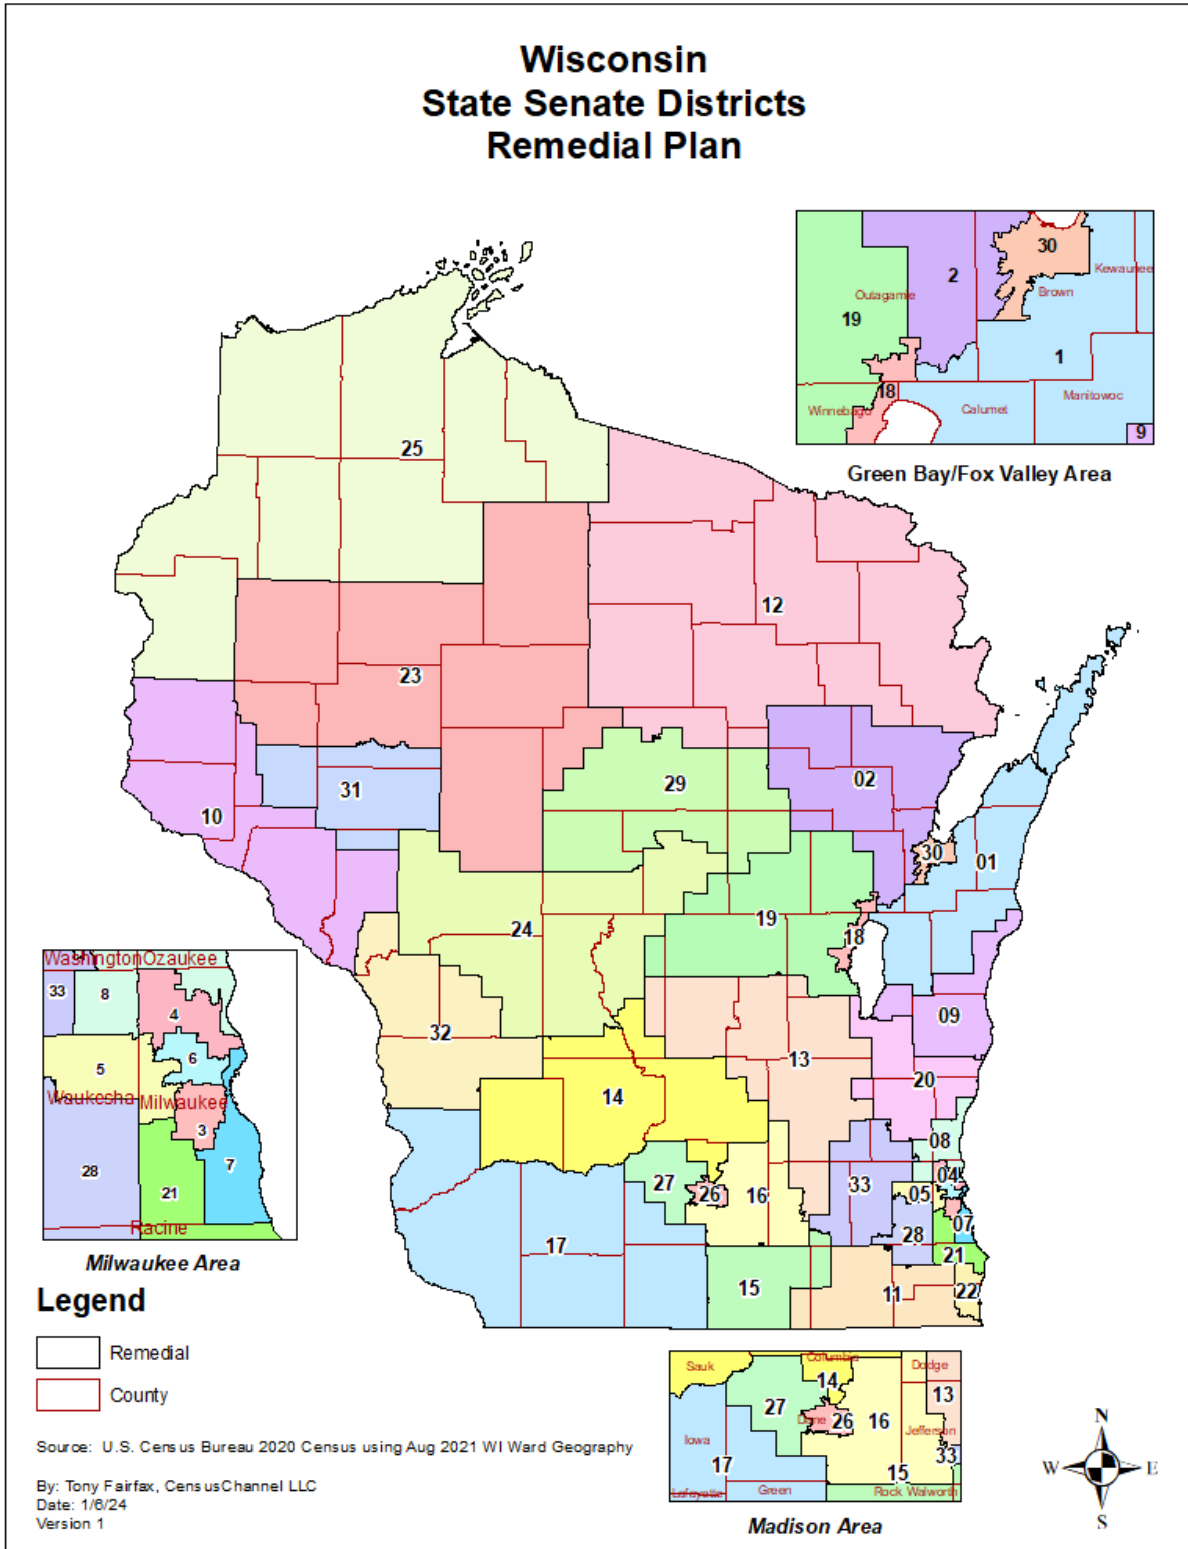 Wisconsin
State Senate Districts
Remedial Plan
30
2
Kewaunee
Outagamie
Brown
19
1
18
Winnebago
Calumet
Manitowoc
9
Green Bay/Fox Valley Area
25
12
23
29
02
31
10
30
01
19
24
18
09
32
13
20
14
08
04
27
26
16
33
05
07
28
17
21
15
11
22
Washington
Ozaukee
33
8
4
6
5
Waukesha
Milwaukee
3
28
7
21
Racine
Milwaukee Area
Legend
Remedial
County
Sauk
Columbia
Dodge
14
13
27
Dane
26
16
Jefferson
Iowa
33
17
15
Lafayette
Green
Rock
Walworth
Madison Area
Source: U.S. Census Bureau 2020 Census using Aug 2021 WI Ward Geography
By: Tony Fairfax, CensusChannel LLC
Date: 1/6/24
Version 1
N
W
E
S